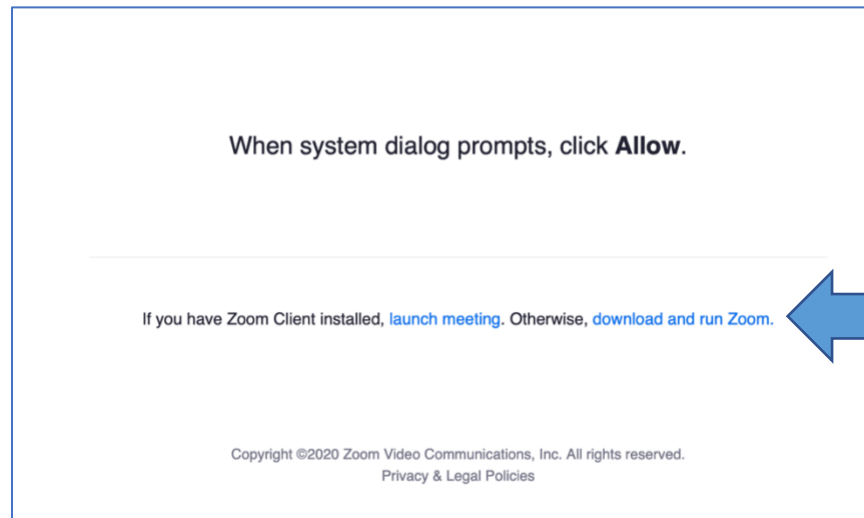 When system dialog prompts, click Allow.
If you have Zoom Client installed, launch meeting. Otherwise, download and run Zoom.
Copyright ©2020 Zoom Video Communications, Inc. All rights reserved.
Privacy & Legal Policies